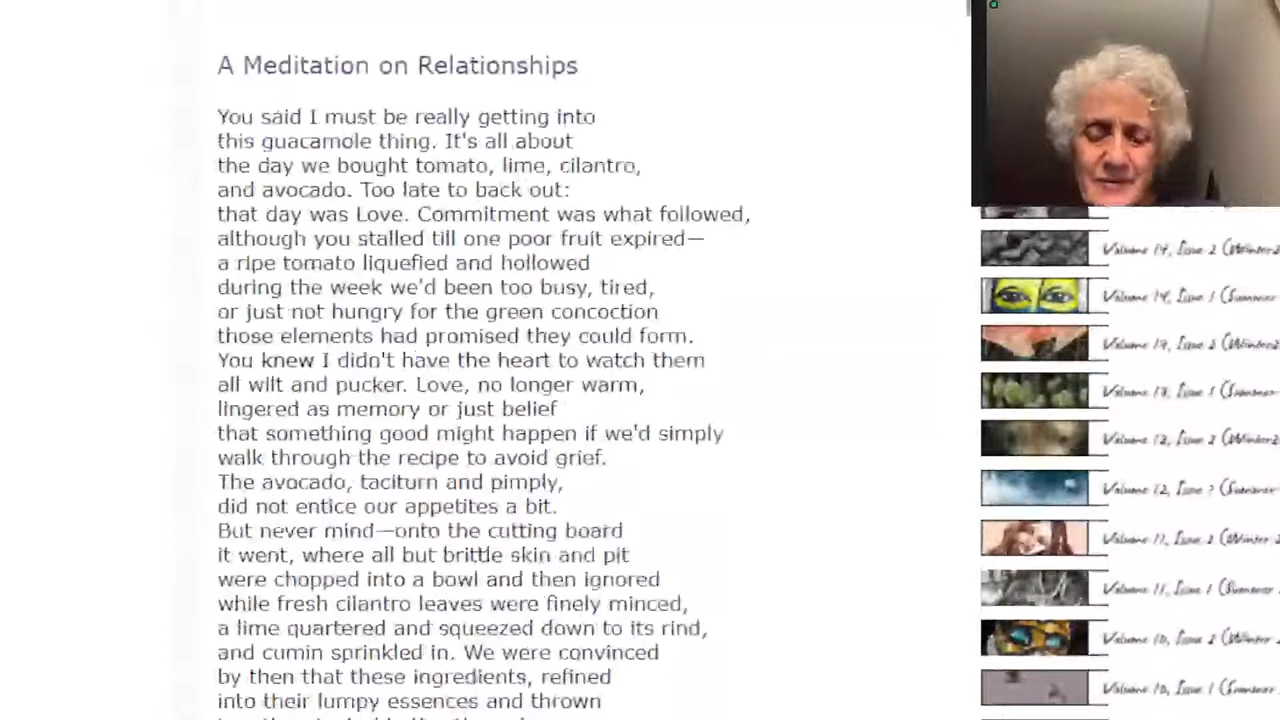 A Meditation on Relationships
You said I must be really getting into
this guacamole thing. It's all about
the day we bought tomato, lime, cilantro,
and avocado. Too late to back out:
that day was Love. Commitment was what followed,
although you stalled till one poor fruit expired—
a ripe tomato liquefied and hollowed
during the week we'd been too busy, tired,
or just not hungry for the green concoction
those elements had promised they could form.
You knew I didn't have the heart to watch them
all wilt and pucker. Love, no longer warm,
lingered as memory or just belief
that something good might happen if we'd simply
walk through the recipe to avoid grief.
The avocado, taciturn and pimply,
did not entice our appetites a bit.
But never mind—onto the cutting board
it went, where all but brittle skin and pit
were chopped into a bowl and then ignored
while fresh cilantro leaves were finely minced,
a lime quartered and squeezed down to its rind,
and cumin sprinkled in. We were convinced
by then that these ingredients, refined
into their lumpy essences and thrown
Volume 14, Issue 2 (Winter
Volume 14, Issue 1 (Summer
Issue 2 (Winter
Issue 1 (Summer
Issue 2 (Winter
Volume 12, Issue (Summer
Volume 11, Issue 2 (Winter
Volume 11, Issue 1 (Summer
Volume 10, Issue 2 (Winter
Volume 10, Issue 1 (Summer